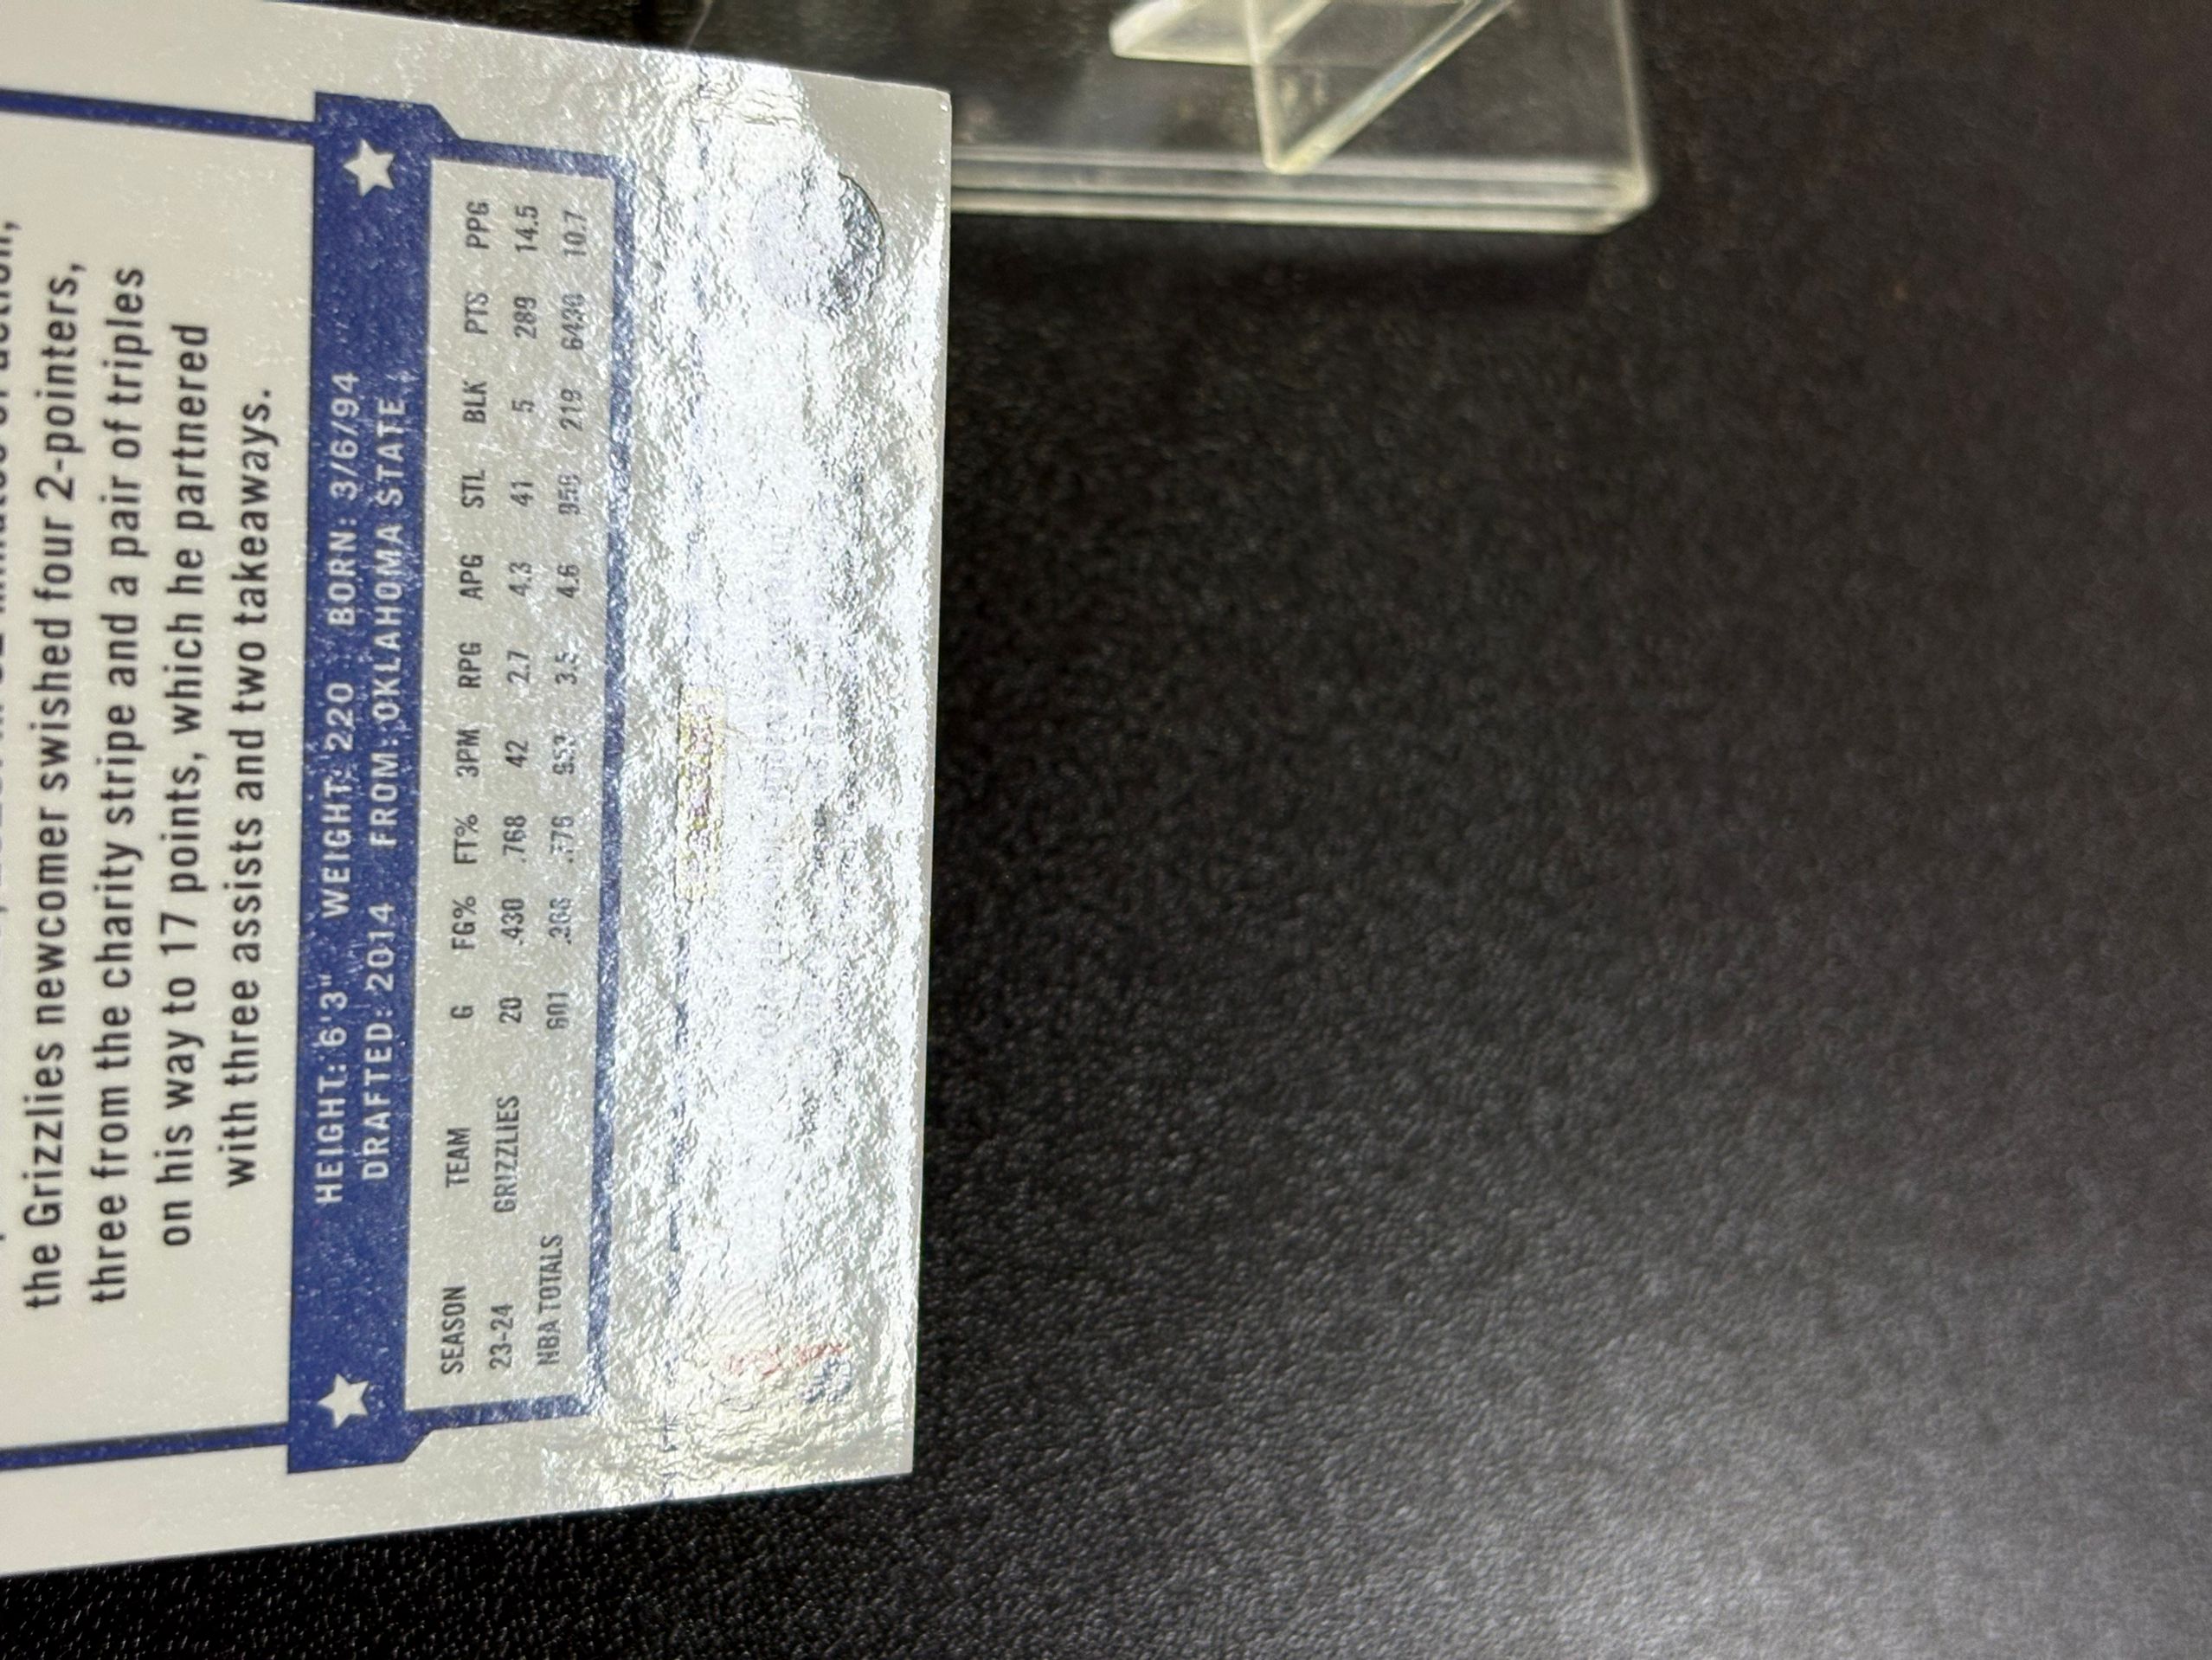 the Grizzlies newcomer swished four 2-pointers,
three from the charity stripe and a pair of triples
on his way to 17 points, which he partnered
with three assists and two takeaways.
HEIGHT: 6'3" WEIGHT: 220 BORN: 3/6/94
DRAFTED: 2014 FROM: OKLAHOMA STATE
SEASON TEAM G FG% FT% 3PM RPG APG STL BLK PTS PPG
23-24 GRIZZLIES 20 .430 .768 42 2.7 4.3 41 5 289 14.5
NBA TOTALS 601 3.5 4.6 219 6430 10.7